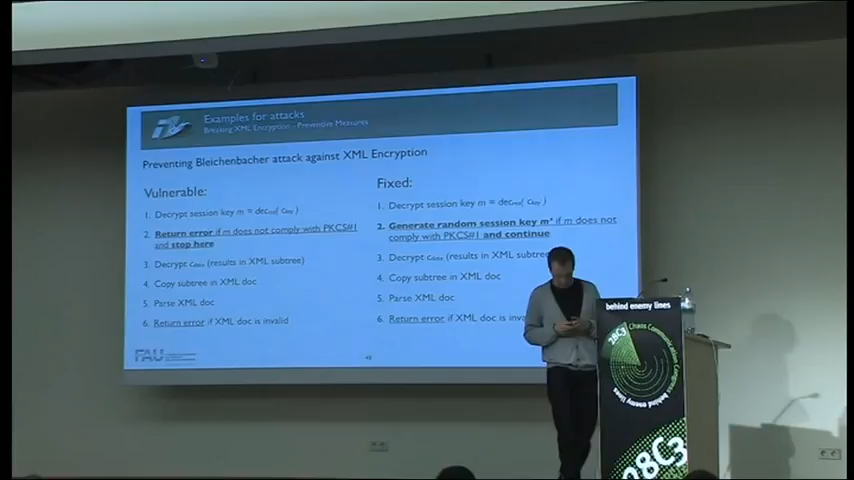 Examples for attacks
Breaking XML Encryption - Preventive Measures
Preventing Bleichenbacher attack against XML Encryption
Vulnerable:
1. Decrypt session key m = dec
2. Return error if m does not comply with PKCS#1
and stop here
3. Decrypt c (results in XML subtree)
4. Copy subtree in XML doc
5. Parse XML doc
6. Return error if XML doc is invalid
Fixed:
1. Decrypt session key m = dec
2. Generate random session key m* if m does not
comply with PKCS#1 and continue
3. Decrypt c (results in XML subtree
4. Copy subtree in XML doc
5. Parse XML doc
6. Return error if XML doc is
FAU
behind enemy lines
28C3 Chaos Communication Congress behind enemy lines
28C3